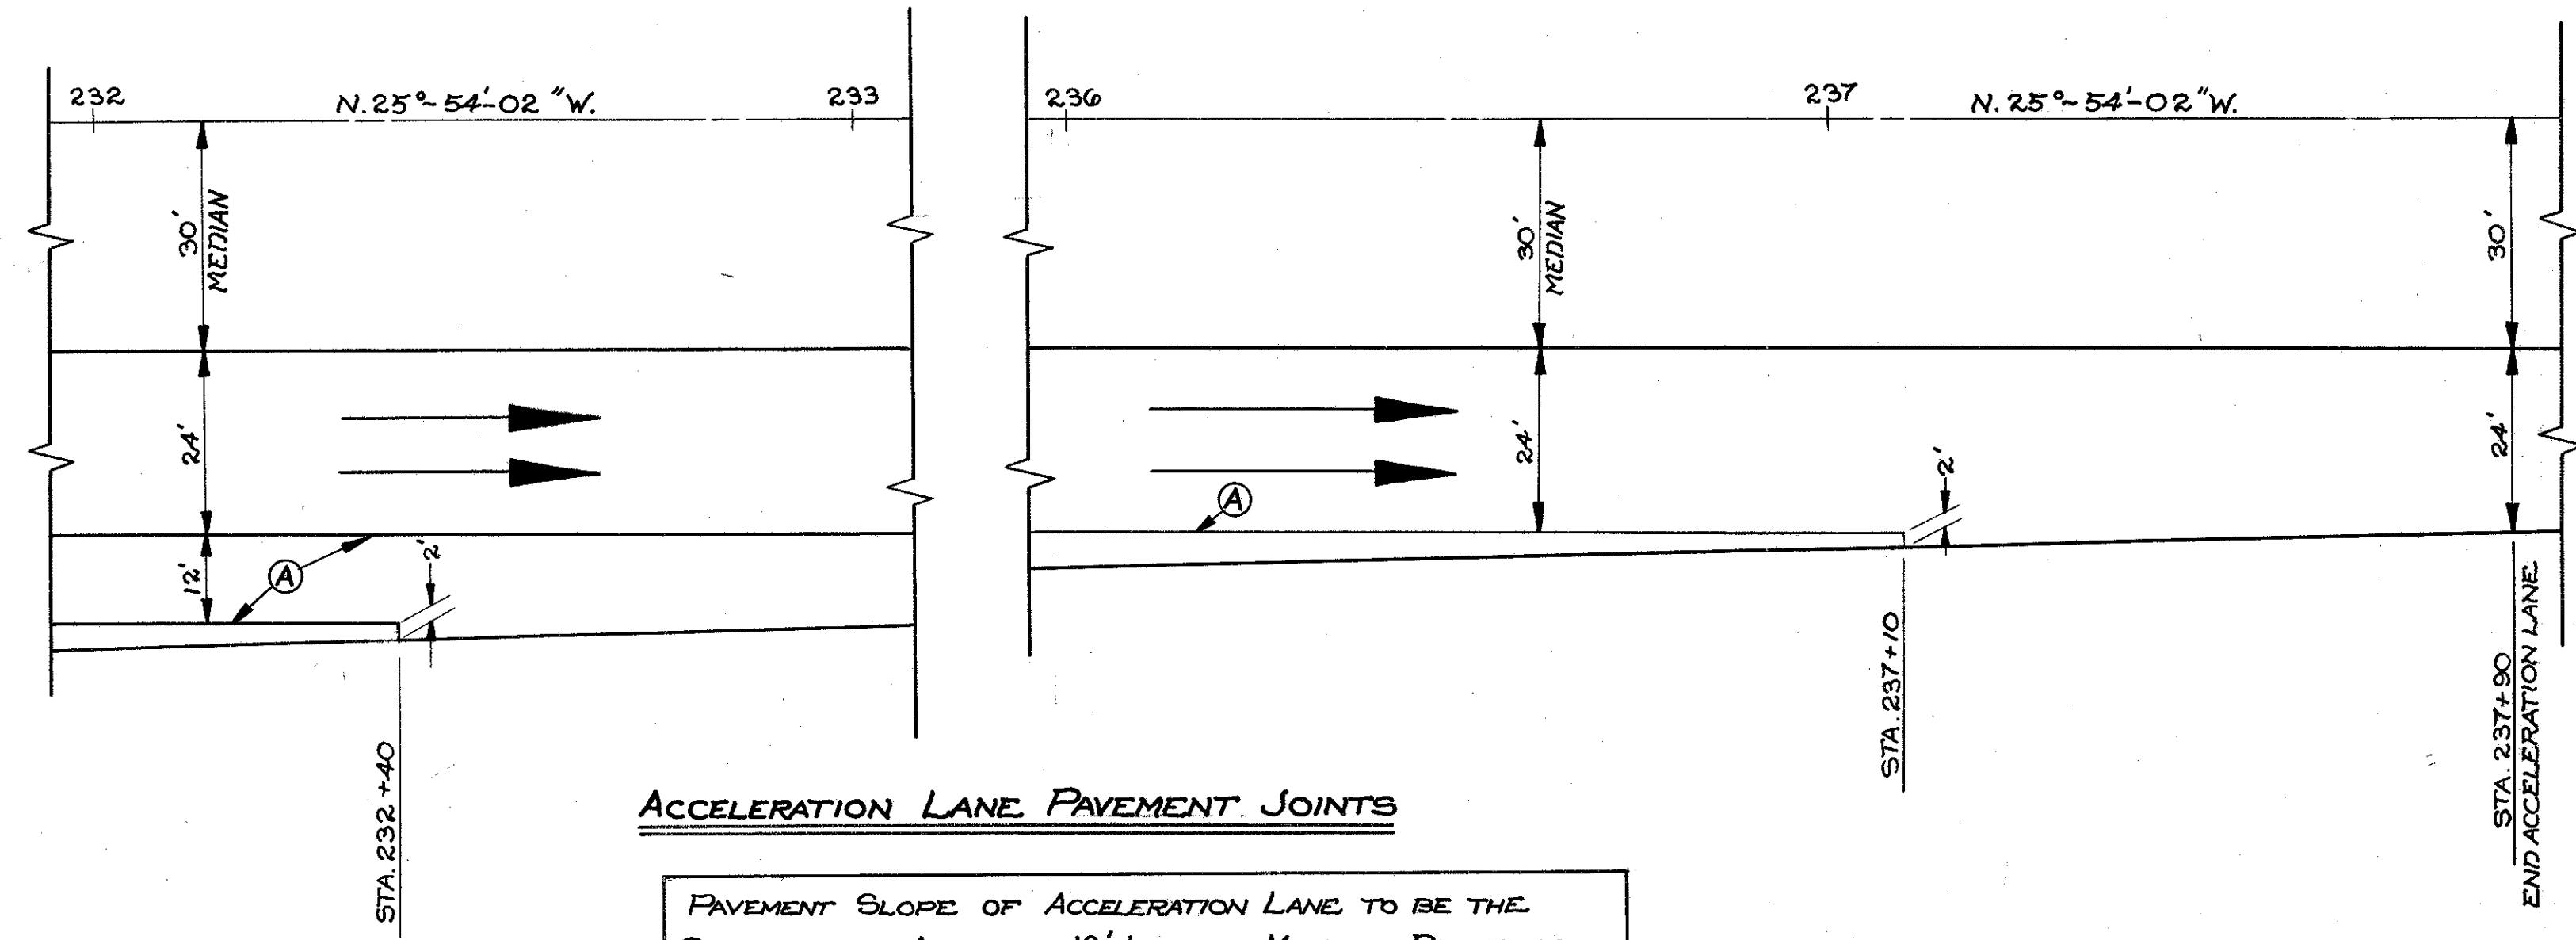 232
N.25°~54'-02"W.
233
236
237
N.25°~54'-02"W.
30'
MEDIAN
30'
MEDIAN
30'
24'
24'
24'
12'
A
2'
A
2'
STA. 232+40
STA. 237+10
STA. 237+90
END ACCELERATION LANE
ACCELERATION LANE PAVEMENT JOINTS
PAVEMENT SLOPE OF ACCELERATION LANE TO BE THE